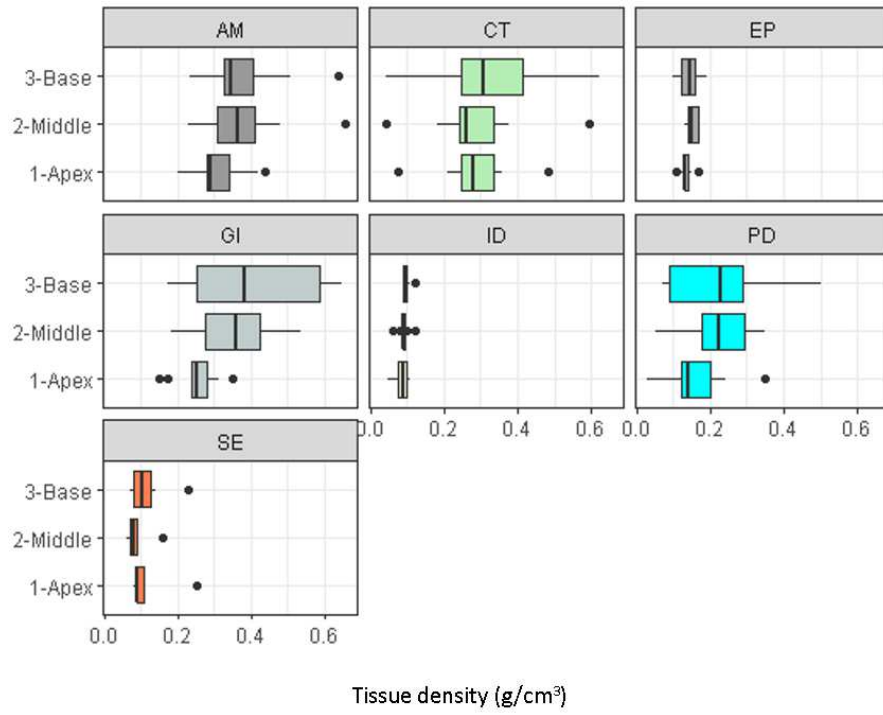 AM CT EP
3-Base
2-Middle
1-Apex
GI ID PD
3-Base
2-Middle
1-Apex
0.0 0.2 0.4 0.6 0.0 0.2 0.4 0.6
SE
3-Base
2-Middle
1-Apex
0.0 0.2 0.4 0.6
Tissue density (g/cm³)